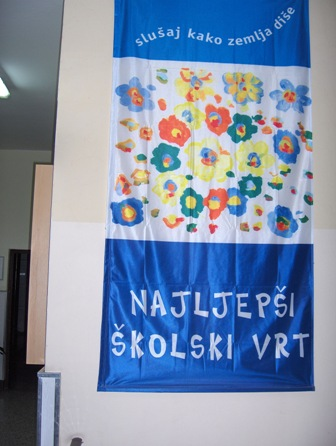 slušaj kako zemlja diše
NAJLJEPŠI
ŠKOLSKI VRT